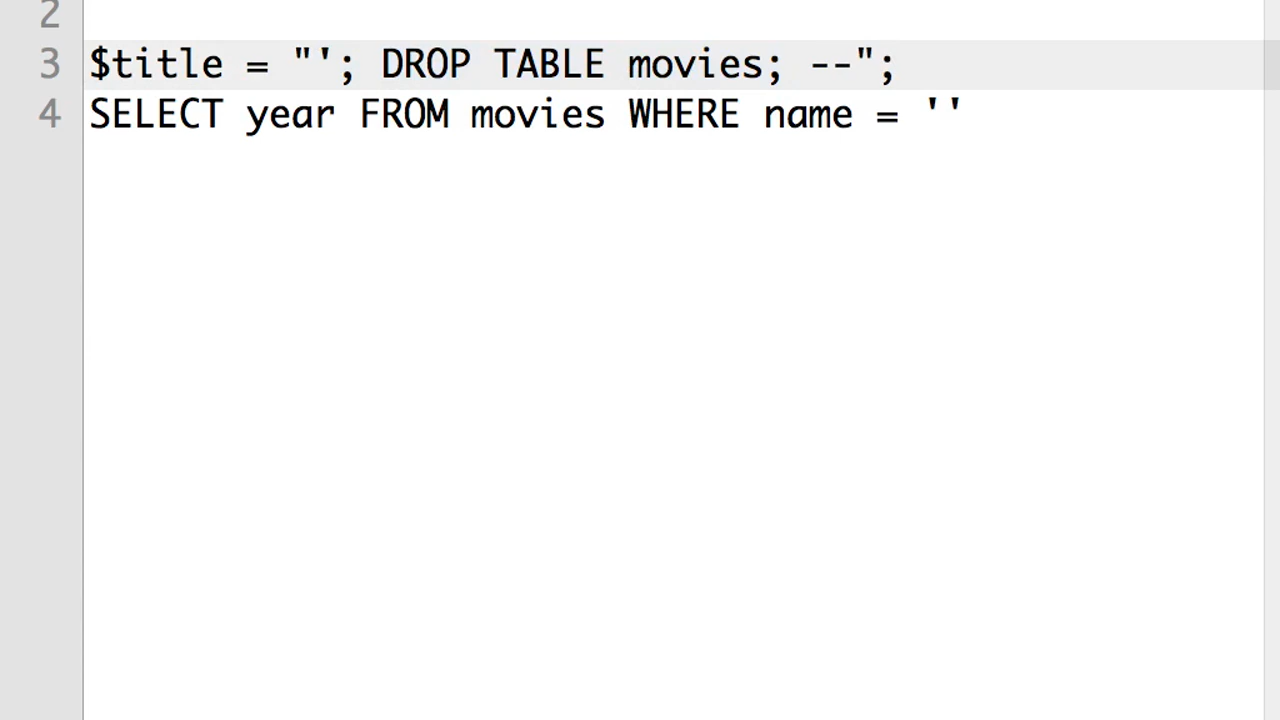 2
3 $title = "'; DROP TABLE movies; --";
4 SELECT year FROM movies WHERE name = ''